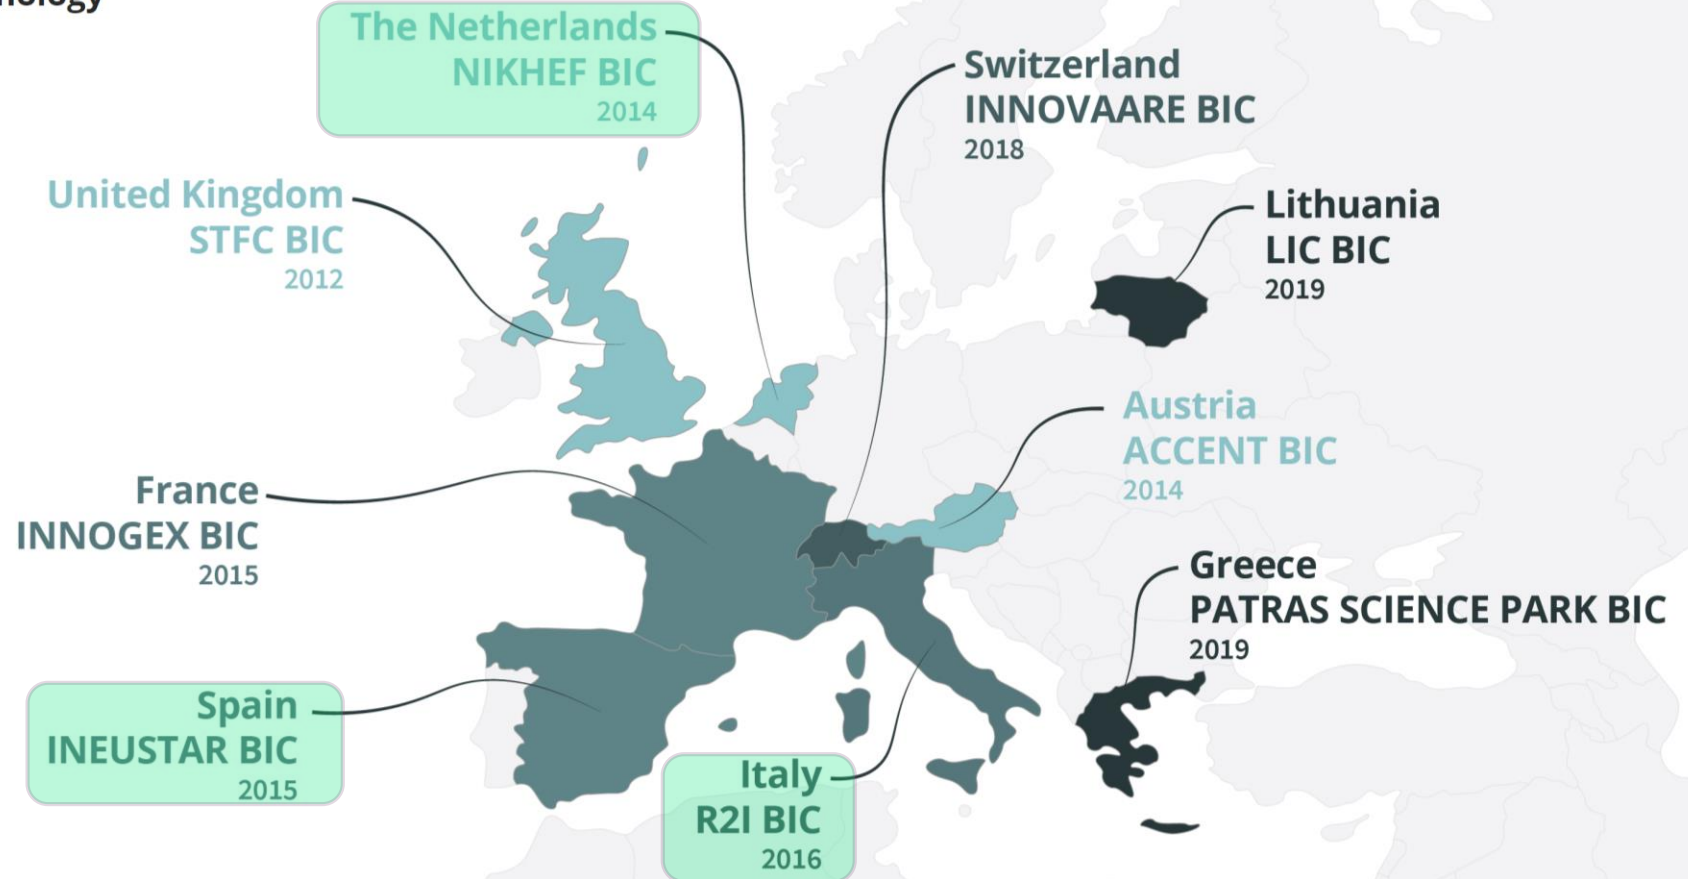 The Netherlands
NIKHEF BIC
2014
Switzerland
INNOVAARE BIC
2018
United Kingdom
STFC BIC
2012
Lithuania
LIC BIC
2019
Austria
ACCENT BIC
2014
France
INNOGEX BIC
2015
Greece
PATRAS SCIENCE PARK BIC
2019
Spain
INEUSTAR BIC
2015
Italy
R2I BIC
2016